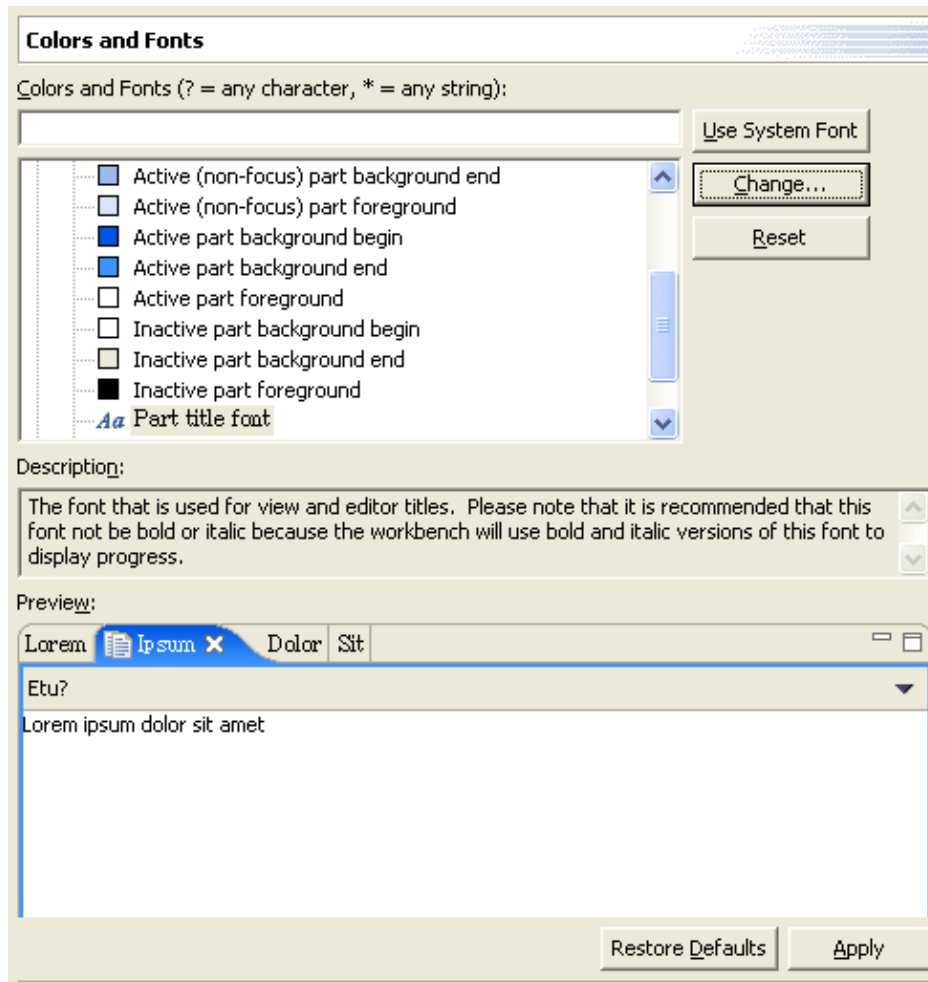 Colors and Fonts
Colors and Fonts (? = any character, * = any string):
Use System Font
Active (non-focus) part background end
Change...
Active (non-focus) part foreground
Active part background begin
Reset
Active part background end
Active part foreground
Inactive part background begin
Inactive part background end
Inactive part foreground
Aa Part title font
Description:
The font that is used for view and editor titles. Please note that it is recommended that this
font not be bold or italic because the workbench will use bold and italic versions of this font to
display progress.
Preview:
Lorem Ipsum Dolor Sit
Etu?
Lorem ipsum dolor sit amet
Restore Defaults Apply